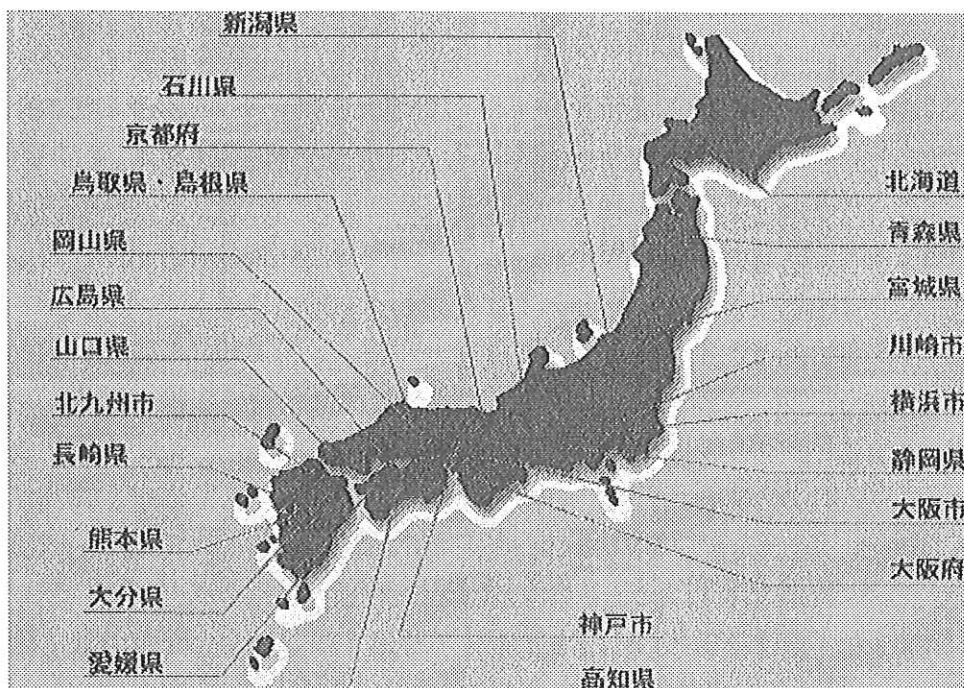 新潟県
石川県
京都府
鳥取県・島根県
岡山県
広島県
山口県
北九州市
長崎県
熊本県
大分県
愛媛県
北海道
青森県
宮城県
川崎市
横浜市
静岡県
大阪市
大阪府
神戸市
高知県